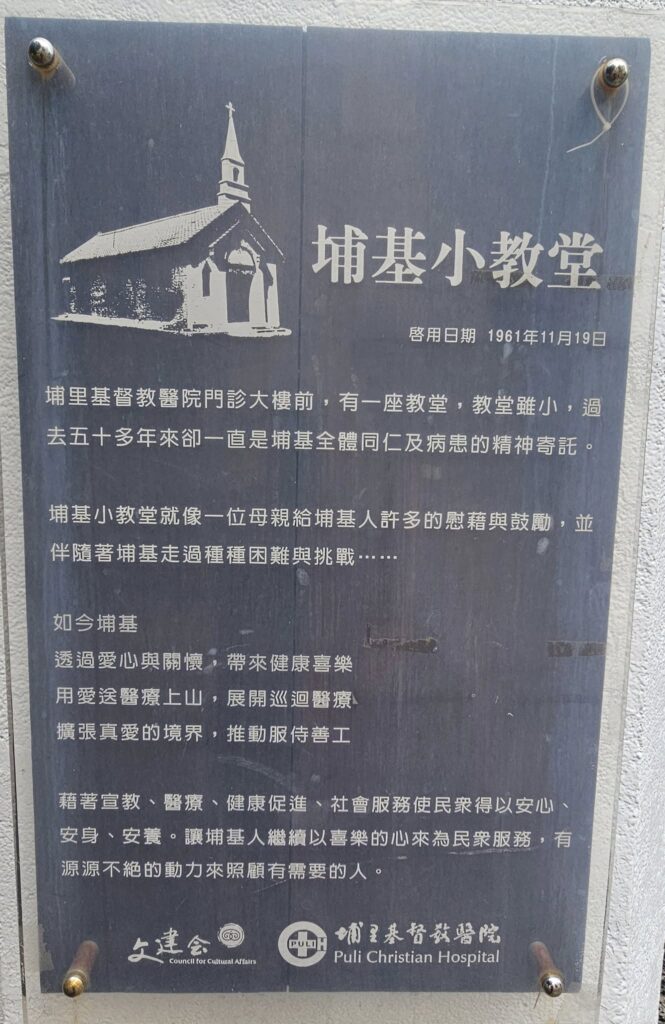 埔基小教堂
啓用日期 1961年11月19日
埔里基督教醫院門診大樓前，有一座教堂，教堂雖小，過
去五十多年來卻一直是埔基全體同仁及病患的精神寄託。
埔基小教堂就像一位母親給埔基人許多的慰藉與鼓勵，並
伴隨著埔基走過種種困難與挑戰⋯⋯
如今埔基
透過愛心與關懷，帶來健康喜樂
用愛送醫療上山，展開巡迴醫療
擴張真愛的境界，推動服侍善工
藉著宣教、醫療、健康促進、社會服務使民衆得以安心、
安身、安養。讓埔基人繼續以喜樂的心來為民衆服務，有
源源不絕的動力來照顧有需要的人。
文建會
Council for Cultural Affairs
PULI
埔里基督教醫院
Puli Christian Hospital